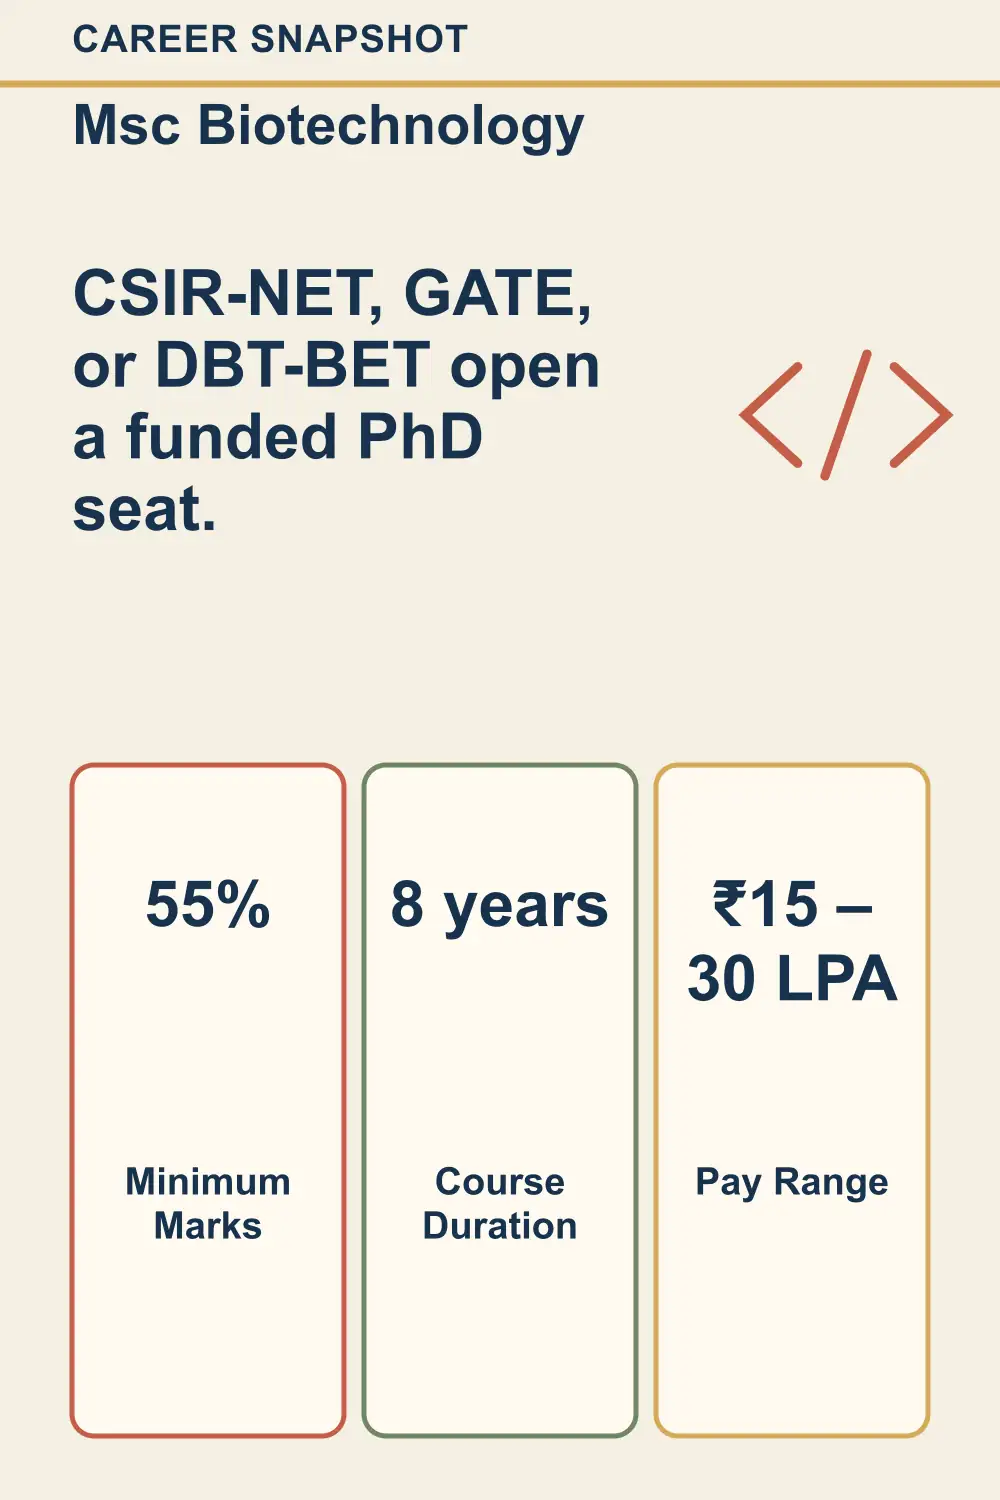 CAREER SNAPSHOT
Msc Biotechnology
CSIR-NET, GATE,
or DBT-BET open
a funded PhD
seat.
55%
Minimum
Marks
8 years
Course
Duration
₹15 –
30 LPA
Pay Range